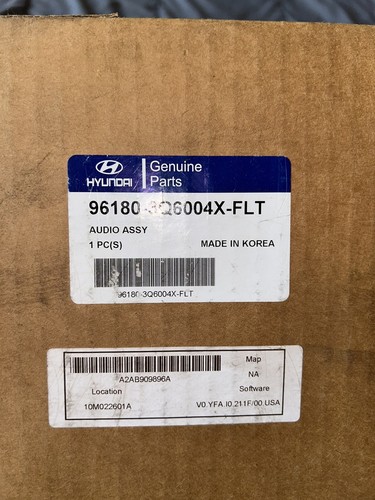 HYUNDAI
Genuine
Parts
96180-3Q6004X-FLT
AUDIO ASSY
1 PC(S) MADE IN KOREA
96180-3Q6004X-FLT
A2AB909896A
Map
NA
Location
Software
10M022601A
V0.YFA.I0.211F/00.USA